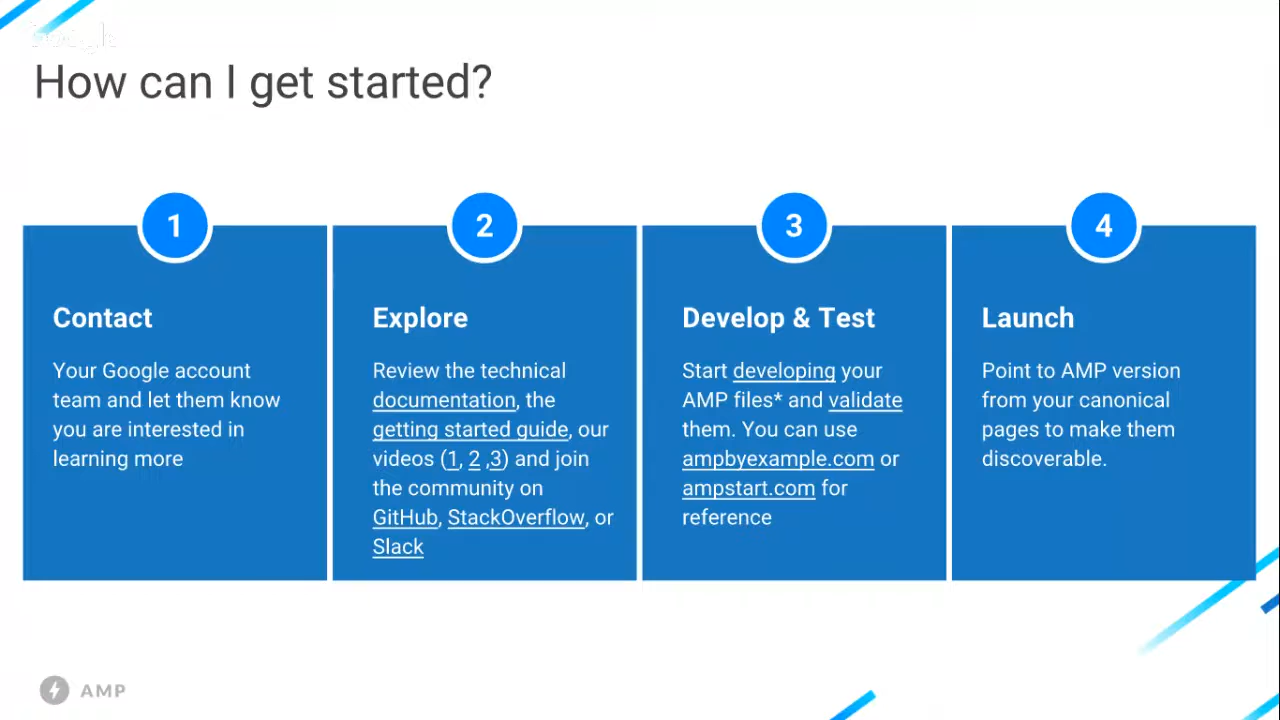 Google
How can I get started?
1
Contact
Your Google account
team and let them know
you are interested in
learning more
2
Explore
Review the technical
documentation, the
getting started guide, our
videos (1, 2 ,3) and join
the community on
GitHub, StackOverflow, or
Slack
3
Develop & Test
Start developing your
AMP files* and validate
them. You can use
ampbyexample.com or
ampstart.com for
reference
4
Launch
Point to AMP version
from your canonical
pages to make them
discoverable.
AMP